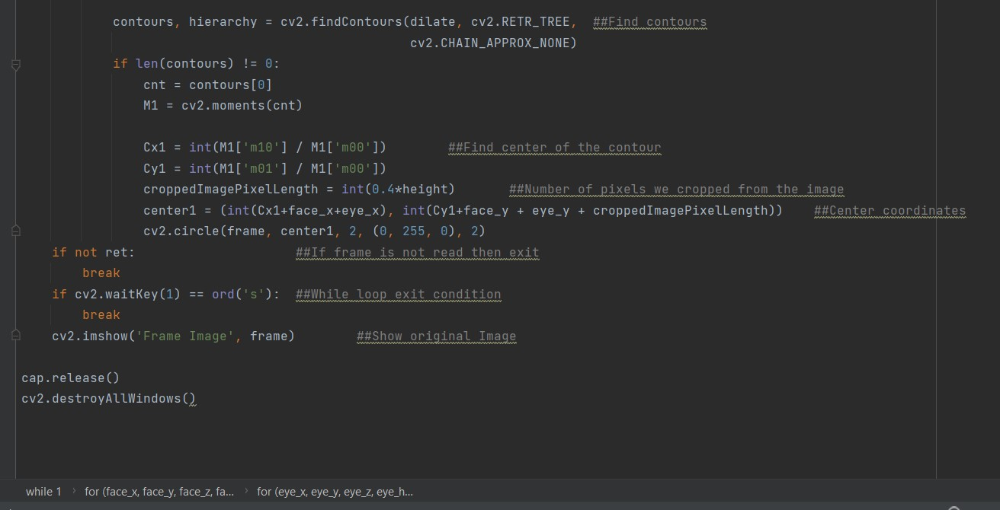 contours, hierarchy = cv2.findContours(dilate, cv2.RETR_TREE,  ##Find contours
                                       cv2.CHAIN_APPROX_NONE)
if len(contours) != 0:
    cnt = contours[0]
    M1 = cv2.moments(cnt)

    Cx1 = int(M1['m10'] / M1['m00'])        ##Find center of the contour
    Cy1 = int(M1['m01'] / M1['m00'])
    croppedImagePixelLength = int(0.4*height)       ##Number of pixels we cropped from the image
    center1 = (int(Cx1+face_x+eye_x), int(Cy1+face_y + eye_y + croppedImagePixelLength))    ##Center coordinates
    cv2.circle(frame, center1, 2, (0, 255, 0), 2)
if not ret:                     ##If frame is not read then exit
    break
if cv2.waitKey(1) == ord('s'):  ##While loop exit condition
    break
cv2.imshow('Frame Image', frame)        ##Show original Image

cap.release()
cv2.destroyAllWindows()
while 1 › for (face_x, face_y, face_z, fa... › for (eye_x, eye_y, eye_z, eye_h...